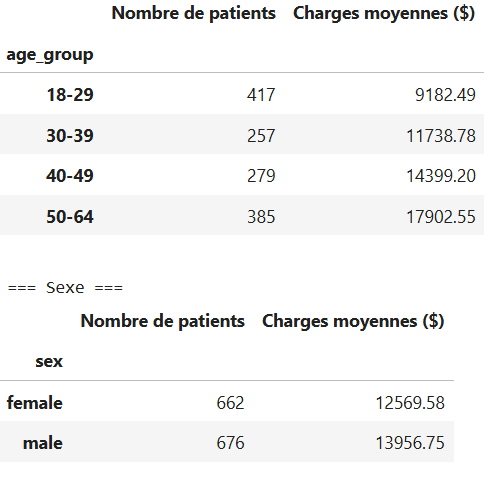 Nombre de patients Charges moyennes ($)
age_group
18-29 417 9182.49
30-39 257 11738.78
40-49 279 14399.20
50-64 385 17902.55
=== Sexe ===
Nombre de patients Charges moyennes ($)
sex
female 662 12569.58
male 676 13956.75